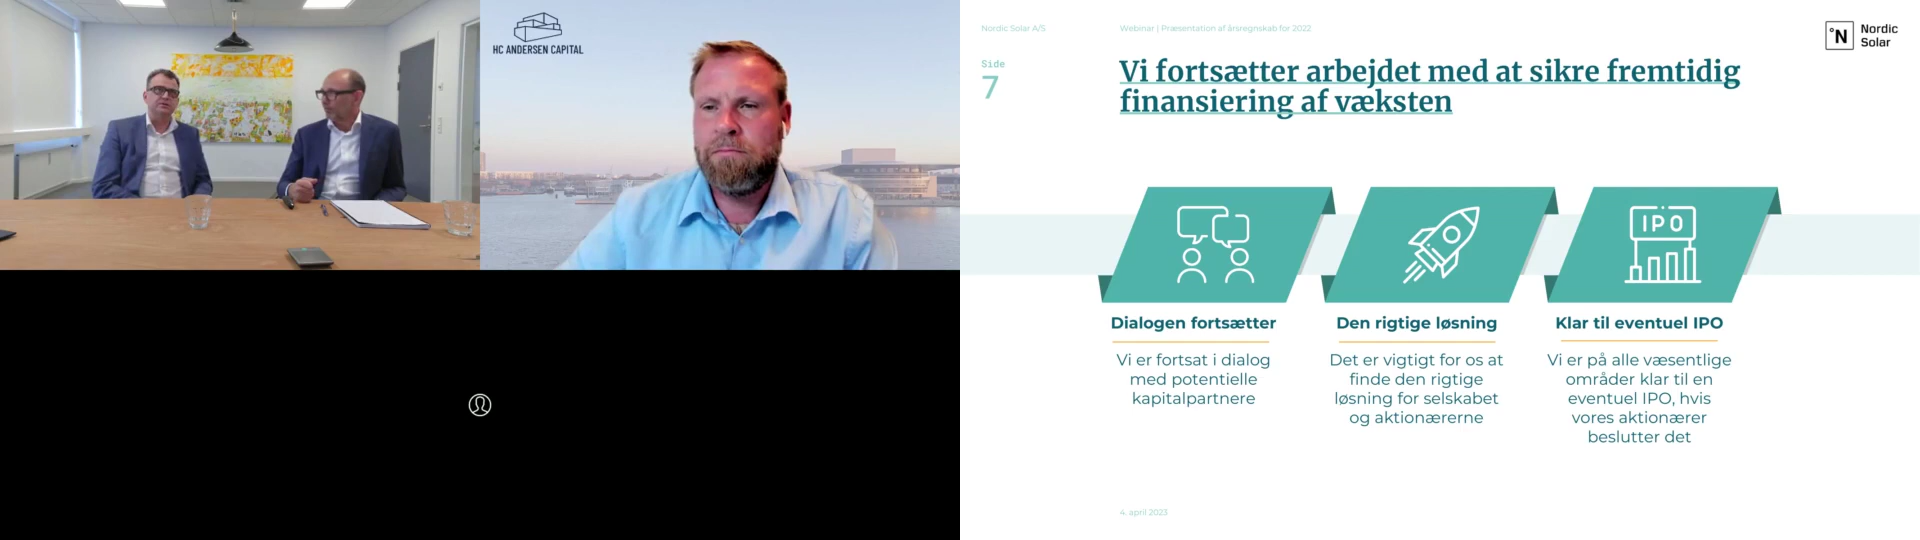 HC ANDERSEN CAPITAL
Nordic Solar A/S
Webinar | Præsentation af årsregnskab for 2022
°N Nordic
Solar
Side
7
Vi fortsætter arbejdet med at sikre fremtidig
finansiering af væksten
IPO
Dialogen fortsætter
Vi er fortsat i dialog
med potentielle
kapitalpartnere
Den rigtige løsning
Det er vigtigt for os at
finde den rigtige
løsning for selskabet
og aktionærerne
Klar til eventuel IPO
Vi er på alle væsentlige
områder klar til en
eventuel IPO, hvis
vores aktionærer
beslutter det
4. april 2023